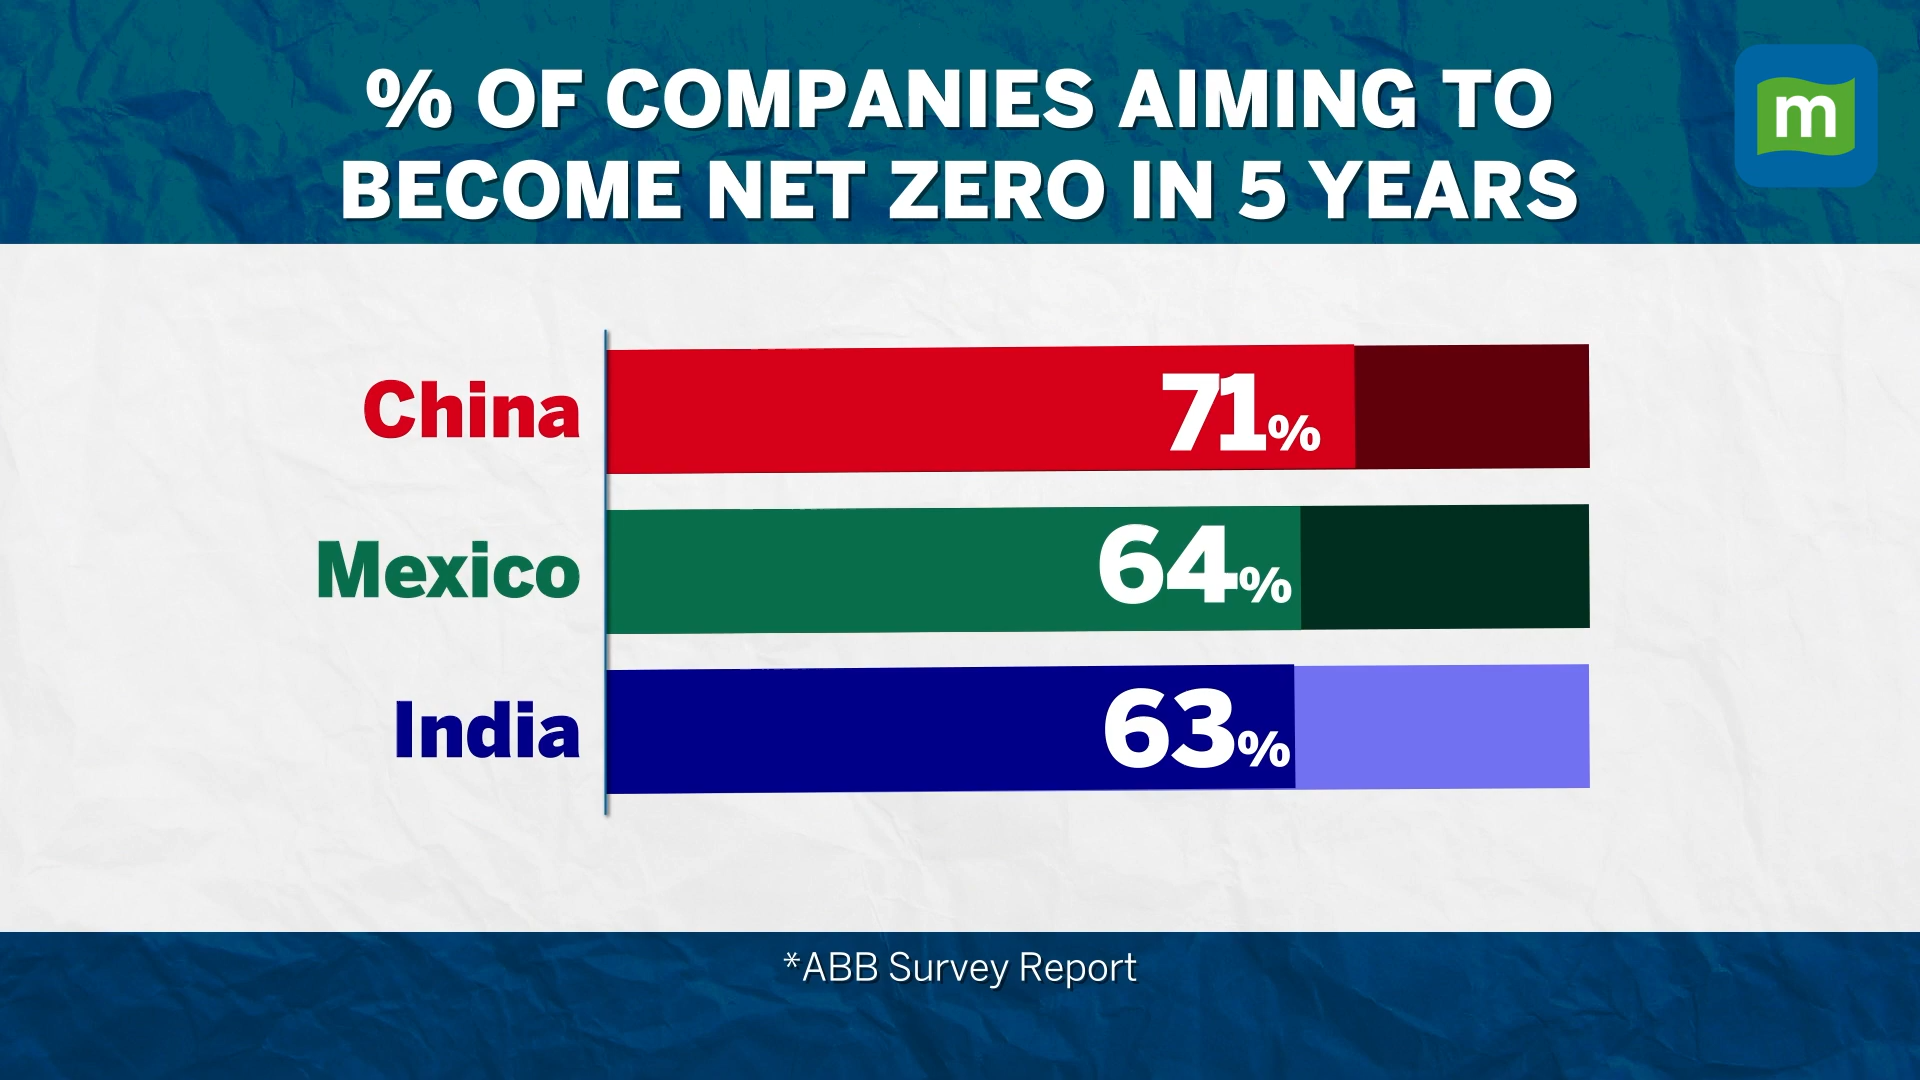 % OF COMPANIES AIMING TO
BECOME NET ZERO IN 5 YEARS
m
China 71%
Mexico 64%
India 63%
*ABB Survey Report